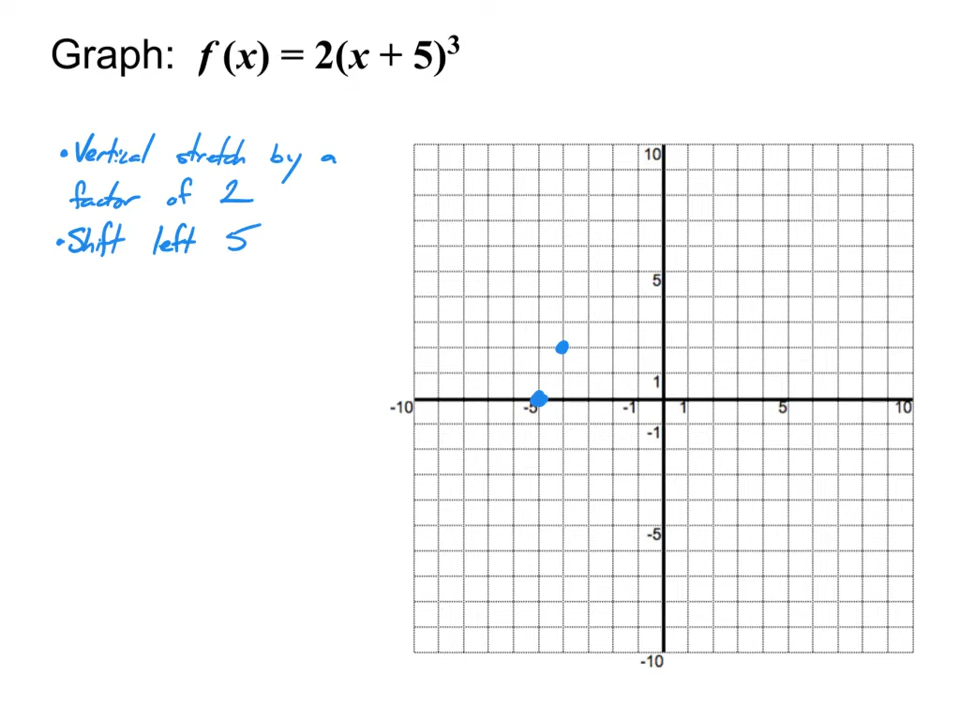 Graph: f (x) = 2(x + 5)³
•Vertical stretch by a
factor of 2
•Shift left 5
10
5
1
-10 -5 -1 1 5 10
-1
-5
-10